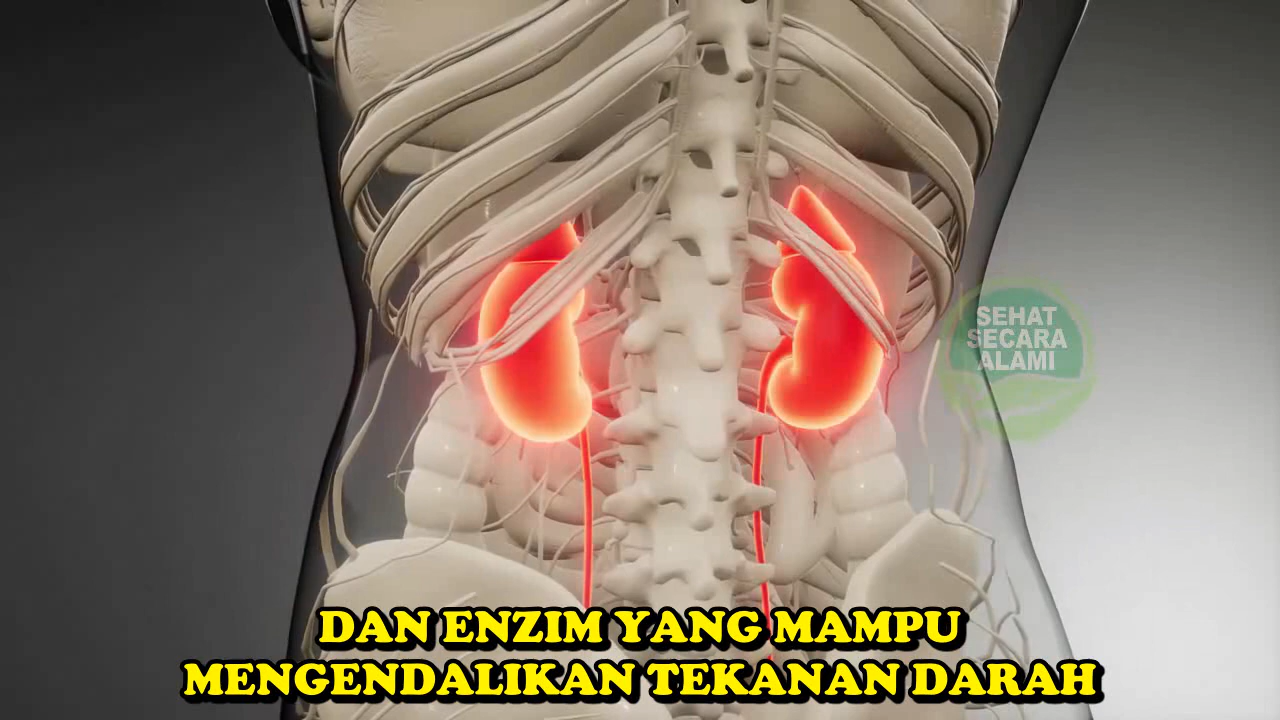 SEHAT
SECARA
ALAMI
DAN ENZIM YANG MAMPU
MENGENDALIKAN TEKANAN DARAH